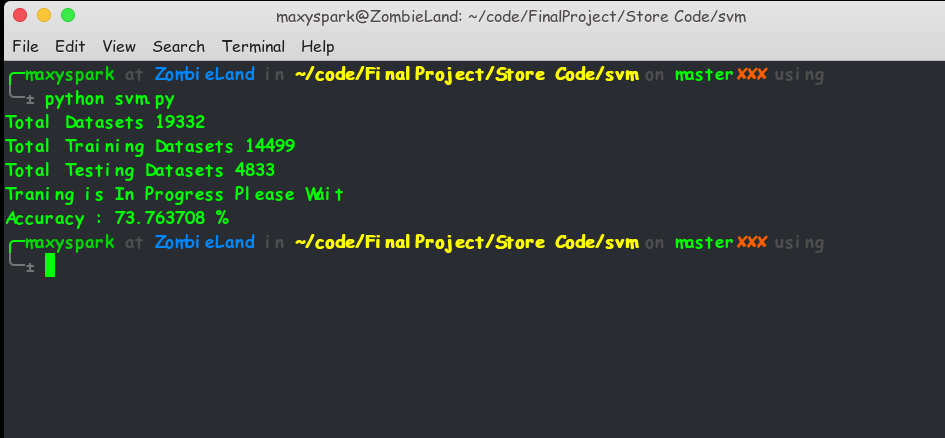 maxyspark@ZombieLand: ~/code/FinalProject/Store Code/svm
File Edit View Search Terminal Help
╭─maxyspark at ZombieLand in ~/code/FinalProject/Store Code/svm on master✘✘✘ using
╰─± python svm.py
Total Datasets 19332
Total Training Datasets 14499
Total Testing Datasets 4833
Traning is In Progress Please Wait
Accuracy : 73.763708 %
╭─maxyspark at ZombieLand in ~/code/FinalProject/Store Code/svm on master✘✘✘ using
╰─±